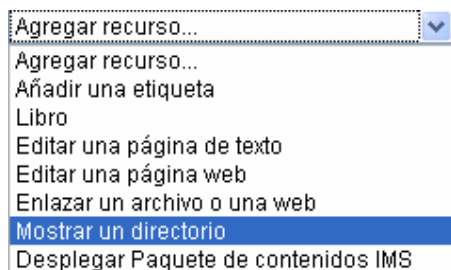 Agregar recurso...
Agregar recurso...
Añadir una etiqueta
Libro
Editar una página de texto
Editar una página web
Enlazar un archivo o una web
Mostrar un directorio
Desplegar Paquete de contenidos IMS